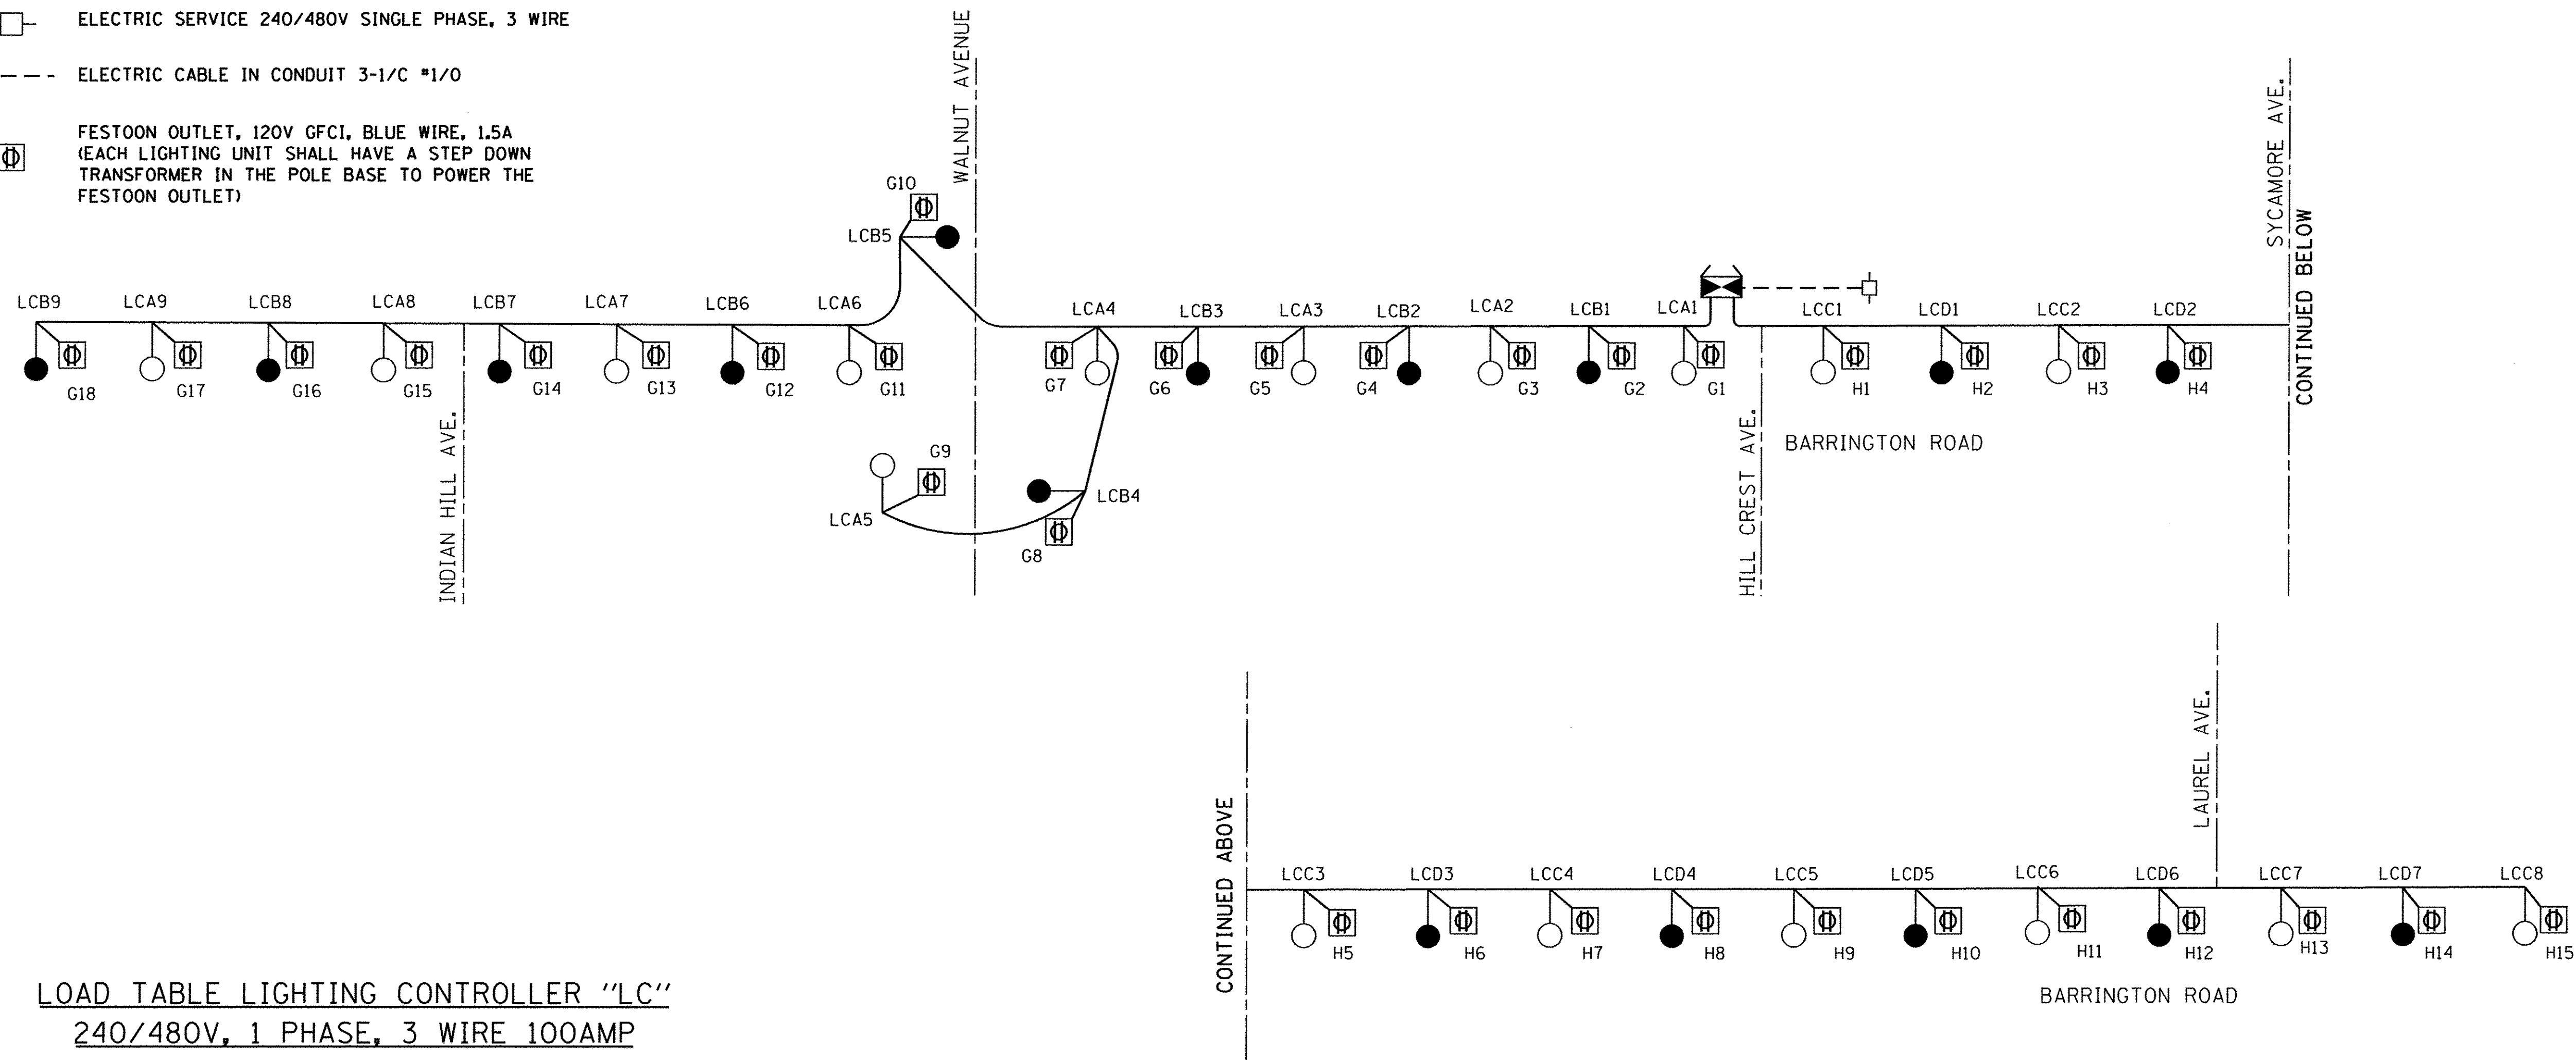 ELECTRIC SERVICE 240/480V SINGLE PHASE, 3 WIRE
ELECTRIC CABLE IN CONDUIT 3-1/C #1/0
FESTOON OUTLET, 120V GFCI, BLUE WIRE, 1.5A
(EACH LIGHTING UNIT SHALL HAVE A STEP DOWN
TRANSFORMER IN THE POLE BASE TO POWER THE
FESTOON OUTLET)
WALNUT AVENUE
SYCAMORE AVE.
CONTINUED BELOW
G10
LCB5
LCB9 LCA9 LCB8 LCA8 LCB7 LCA7 LCB6 LCA6 LCA4 LCB3 LCA3 LCB2 LCA2 LCB1 LCA1 LCC1 LCD1 LCC2 LCD2
G18 G17 G16 G15 G14 G13 G12 G11 G7 G6 G5 G4 G3 G2 G1 H1 H2 H3 H4
INDIAN HILL AVE.
HILL CREST AVE.
BARRINGTON ROAD
G9
LCA5
LCB4
G8
CONTINUED ABOVE
LAUREL AVE.
LCC3 LCD3 LCC4 LCD4 LCC5 LCD5 LCC6 LCD6 LCC7 LCD7 LCC8
H5 H6 H7 H8 H9 H10 H11 H12 H13 H14 H15
BARRINGTON ROAD
LOAD TABLE LIGHTING CONTROLLER "LC"
240/480V, 1 PHASE, 3 WIRE 100AMP